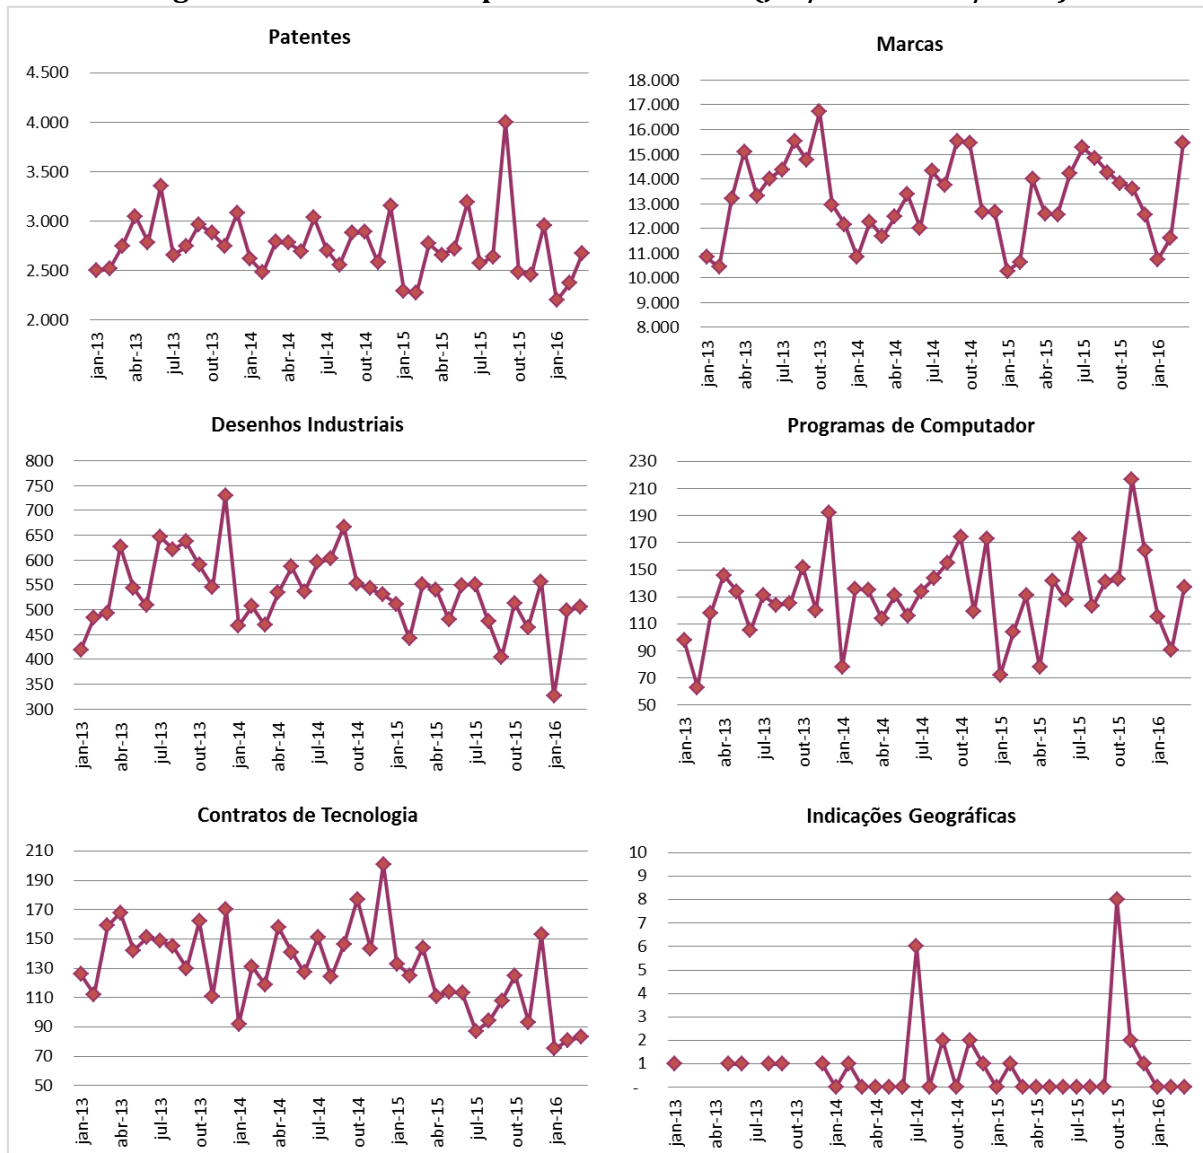 Patentes
4.500
4.000
3.500
3.000
2.500
2.000
jan-13
abr-13
jul-13
out-13
jan-14
abr-14
jul-14
out-14
jan-15
abr-15
jul-15
out-15
jan-16
Marcas
18.000
17.000
16.000
15.000
14.000
13.000
12.000
11.000
10.000
9.000
8.000
jan-13
abr-13
jul-13
out-13
jan-14
abr-14
jul-14
out-14
jan-15
abr-15
jul-15
out-15
jan-16
Desenhos Industriais
800
750
700
650
600
550
500
450
400
350
300
jan-13
abr-13
jul-13
out-13
jan-14
abr-14
jul-14
out-14
jan-15
abr-15
jul-15
out-15
jan-16
Programas de Computador
230
210
190
170
150
130
110
90
70
50
jan-13
abr-13
jul-13
out-13
jan-14
abr-14
jul-14
out-14
jan-15
abr-15
jul-15
out-15
jan-16
Contratos de Tecnologia
210
190
170
150
130
110
90
70
50
jan-13
abr-13
jul-13
out-13
jan-14
abr-14
jul-14
out-14
jan-15
abr-15
jul-15
out-15
jan-16
Indicações Geográficas
10
9
8
7
6
5
4
3
2
1
-
jan-13
abr-13
jul-13
out-13
jan-14
abr-14
jul-14
out-14
jan-15
abr-15
jul-15
out-15
jan-16